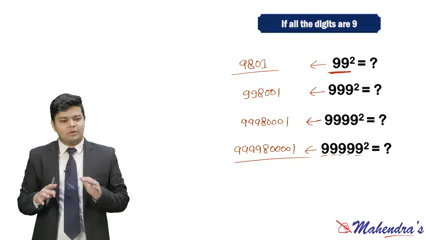 If all the digits are 9
9801 ← 99² = ?
998001 ← 999² = ?
99980001 ← 9999² = ?
9999800001 ← 99999² = ?
Mahendra's